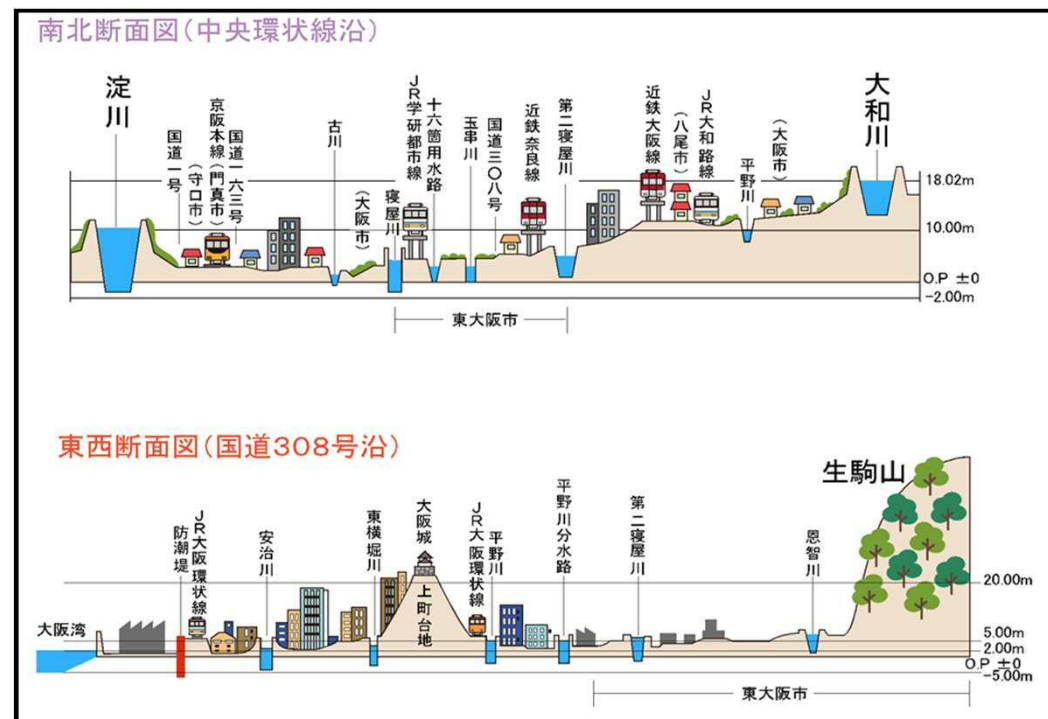 南北断面図(中央環状線沿)
淀川
国道一号
(守口市)
京阪本線(門真市)
国道一六三号
古川
(大阪市)
寝屋川
JR学研都市線
十六箇用水路
玉串川
国道三〇八号
近鉄奈良線
第二寝屋川
近鉄大阪線
(八尾市)
JR大和路線
平野川
(大阪市)
大和川
18.02m
10.00m
O.P ±0
-2.00m
東大阪市
東西断面図(国道308号沿)
大阪湾
防潮堤
JR大阪環状線
安治川
東横堀川
大阪城
上町台地
JR大阪環状線
平野川
平野川分水路
第二寝屋川
恩智川
生駒山
20.00m
5.00m
2.00m
O.P ±0
-5.00m
東大阪市